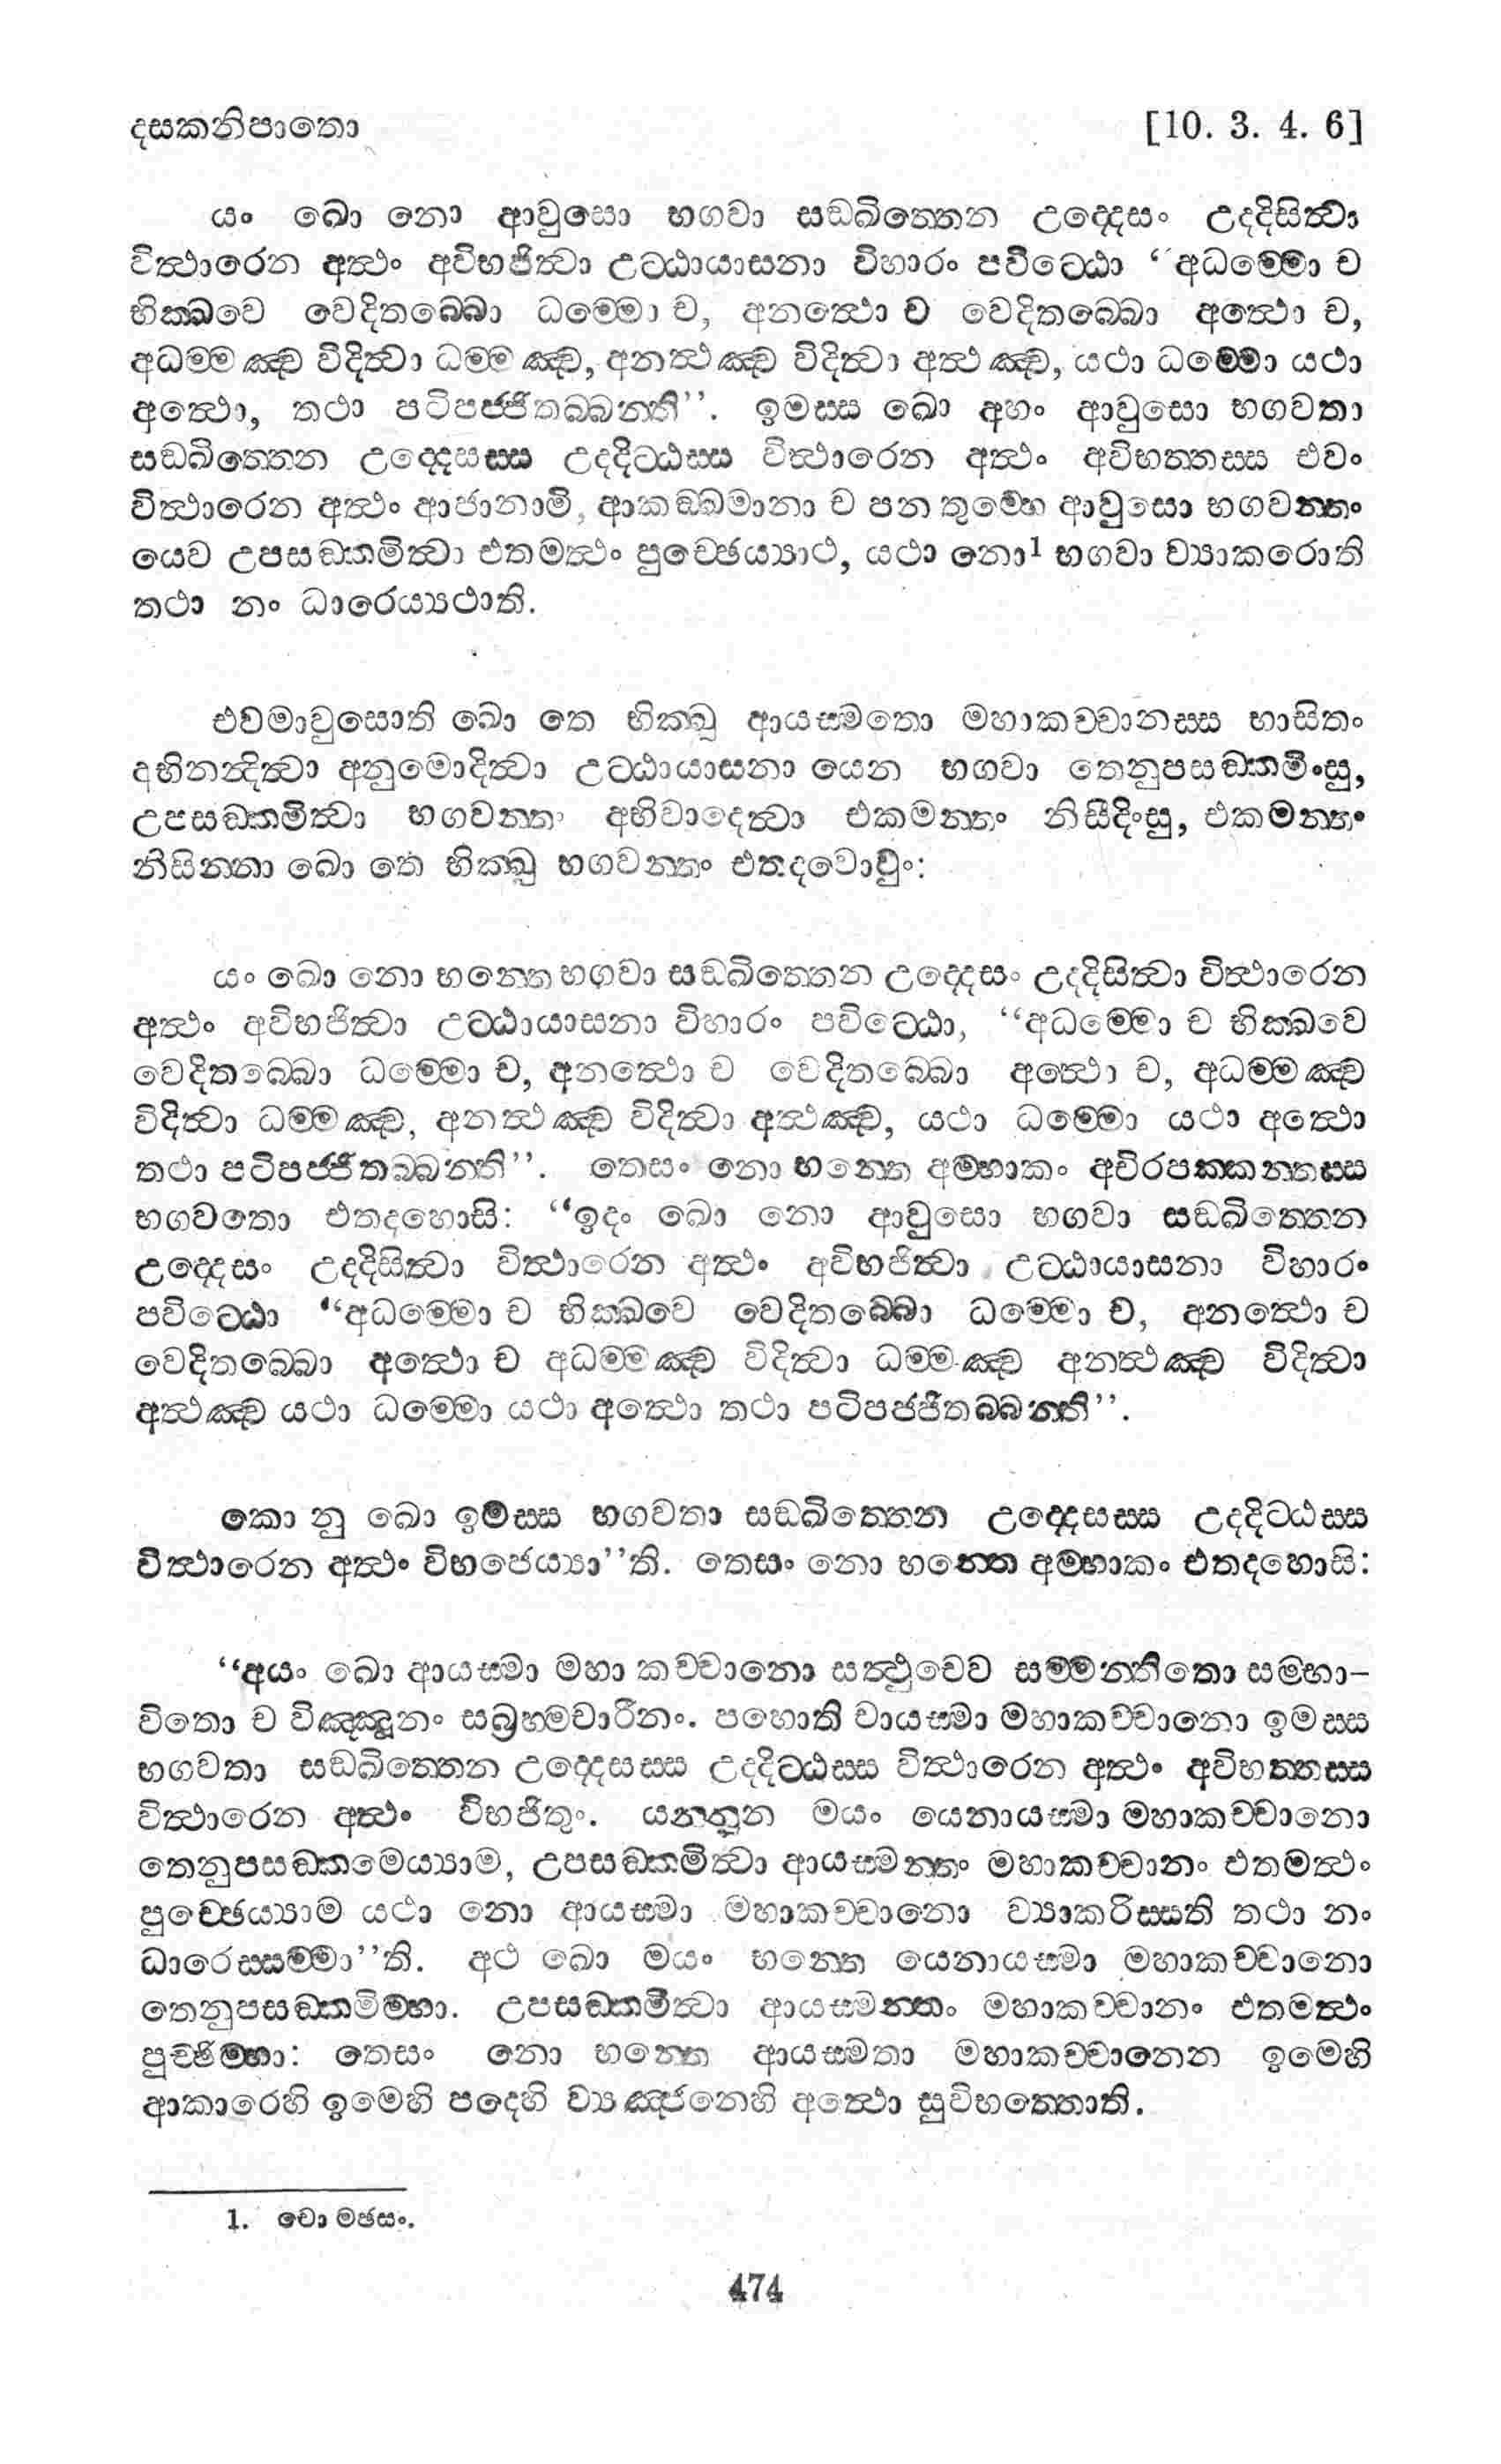 දසකනිපාතො [10. 3. 4. 6]
යං ඛො නො ආවුසො භගවා සඞ්ඛිත්තෙන උද්දෙසං උද්දිසිත්වා
විත්ථාරෙන අත්ථං අවිභජිත්වා උට්ඨායාසනා විහාරං පවිට්ඨො “අධම්මො ච
භික්ඛවෙ වෙදිතබ්බො ධම්මො ච, අනත්ථො ච වෙදිතබ්බො අත්ථො ච,
අධම්මඤ්ච විදිත්වා ධම්මඤ්ච, අනත්ථඤ්ච විදිත්වා අත්ථඤ්ච, යථා ධම්මො යථා
අත්ථො, තථා පටිපජ්ජිතබ්බන්ති”. ඉමස්ස ඛො අහං ආවුසො භගවතා
සඞ්ඛිත්තෙන උද්දෙසස්ස උද්දිට්ඨස්ස විත්ථාරෙන අත්ථං අවිභත්තස්ස එවං
විත්ථාරෙන අත්ථං ආජානාමි, ආකඞ්ඛමානා ච පන තුම්හෙ ආවුසො භගවන්තං
යෙව උපසඞ්කමිත්වා එතමත්ථං පුච්ඡෙය්‍යාථ, යථා නො1 භගවා ව්‍යාකරොති
තථා නං ධාරෙය්‍යථාති.
එවමාවුසොති ඛො තෙ භික්ඛු ආයස්මතො මහාකච්චානස්ස භාසිතං
අභිනන්දිත්වා අනුමොදිත්වා උට්ඨායාසනා යෙන භගවා තෙනුපසඞ්කමිංසු,
උපසඞ්කමිත්වා භගවන්තං අභිවාදෙත්වා එකමන්තං නිසීදිංසු, එකමන්තං
නිසින්නා ඛො තෙ භික්ඛු භගවන්තං එතදවොචුං:
යං ඛො නො භන්තෙ භගවා සඞ්ඛිත්තෙන උද්දෙසං උද්දිසිත්වා විත්ථාරෙන
අත්ථං අවිභජිත්වා උට්ඨායාසනා විහාරං පවිට්ඨො, “අධම්මො ච භික්ඛවෙ
වෙදිතබ්බො ධම්මො ච, අනත්ථො ච වෙදිතබ්බො අත්ථො ච, අධම්මඤ්ච
විදිත්වා ධම්මඤ්ච, අනත්ථඤ්ච විදිත්වා අත්ථඤ්ච, යථා ධම්මො යථා අත්ථො
තථා පටිපජ්ජිතබ්බන්ති”. තෙසං නො භන්තෙ අම්හාකං අචිරපක්කන්තස්ස
භගවතො එතදහොසි: “ඉදං ඛො නො ආවුසො භගවා සඞ්ඛිත්තෙන
උද්දෙසං උද්දිසිත්වා විත්ථාරෙන අත්ථං අවිභජිත්වා උට්ඨායාසනා විහාරං
පවිට්ඨො “අධම්මො ච භික්ඛවෙ වෙදිතබ්බො ධම්මො ච, අනත්ථො ච
වෙදිතබ්බො අත්ථො ච අධම්මඤ්ච විදිත්වා ධම්මඤ්ච අනත්ථඤ්ච විදිත්වා
අත්ථඤ්ච යථා ධම්මො යථා අත්ථො තථා පටිපජ්ජිතබ්බන්ති”.
කො නු ඛො ඉමස්ස භගවතා සඞ්ඛිත්තෙන උද්දෙසස්ස උද්දිට්ඨස්ස
විත්ථාරෙන අත්ථං විභජෙය්‍යා”ති. තෙසං නො භන්තෙ අම්හාකං එතදහොසි:
“අයං ඛො ආයස්මා මහා කච්චානො සත්ථුචෙව සම්මන්නිතො සම්භා-
විතො ච විඤ්ඤූනං සබ්‍රහ්මචාරීනං. පහොති චායස්මා මහාකච්චානො ඉමස්ස
භගවතා සඞ්ඛිත්තෙන උද්දෙසස්ස උද්දිට්ඨස්ස විත්ථාරෙන අත්ථං අවිභත්තස්ස
විත්ථාරෙන අත්ථං විභජිතුං. යන්නූන මයං යෙනායස්මා මහාකච්චානො
තෙනුපසඞ්කමෙය්‍යාම, උපසඞ්කමිත්වා ආයස්මන්තං මහාකච්චානං එතමත්ථං
පුච්ඡෙය්‍යාම යථා නො ආයස්මා මහාකච්චානො ව්‍යාකරිස්සති තථා නං
ධාරෙස්සම්මා”ති. අථ ඛො මයං භන්තෙ යෙනායස්මා මහාකච්චානො
තෙනුපසඞ්කමිම්හා. උපසඞ්කමිත්වා ආයස්මන්තං මහාකච්චානං එතමත්ථං
පුච්ඡිම්හා: තෙසං නො භන්තෙ ආයස්මතා මහාකච්චානෙන ඉමෙහි
ආකාරෙහි ඉමෙහි පදෙහි ව්‍යඤ්ජනෙහි අත්ථො සුවිභත්තොති.
1. වො මඡසං.
474